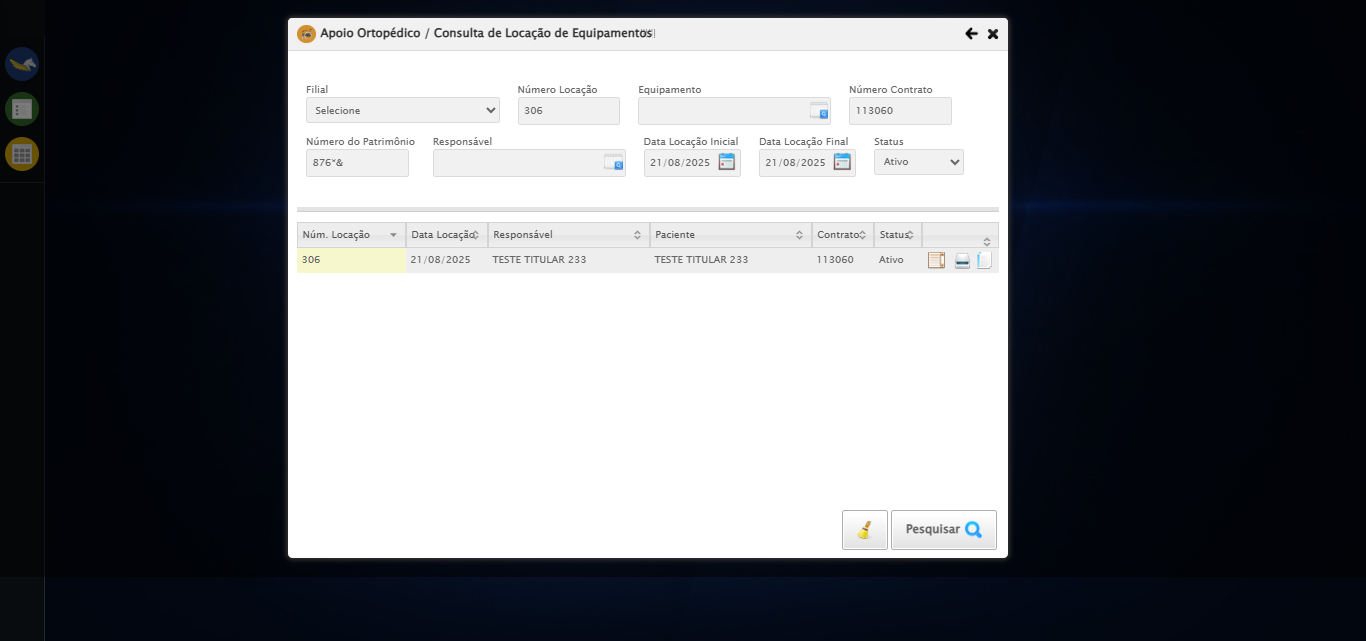 Apoio Ortopédico / Consulta de Locação de Equipamentos
Filial
Número Locação
Equipamento
Número Contrato
Selecione
306
113060
Número do Patrimônio
Responsável
Data Locação Inicial
Data Locação Final
Status
876*&
21/08/2025
21/08/2025
Ativo
Núm. Locação
Data Locação
Responsável
Paciente
Contrato
Status
306
21/08/2025
TESTE TITULAR 233
TESTE TITULAR 233
113060
Ativo
Pesquisar